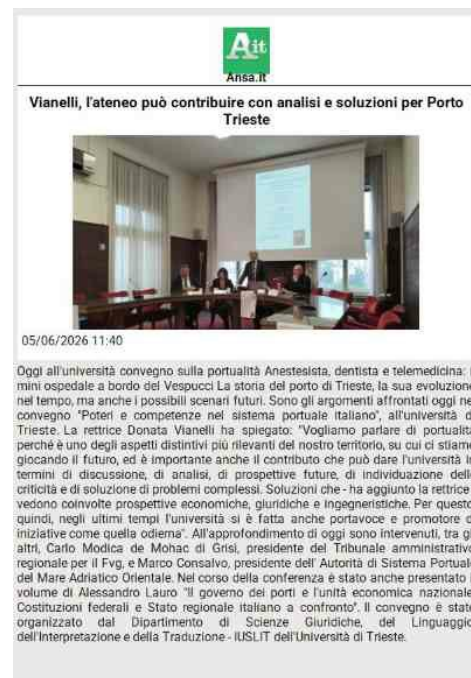 Ait
Ansa.it
Vianelli, l'ateneo può contribuire con analisi e soluzioni per Porto
Trieste
05/06/2026 11:40
Oggi all'università convegno sulla portualità Anestesista, dentista e telemedicina:
mini ospedale a bordo del Vespucci La storia del porto di Trieste, la sua evoluzione
nel tempo, ma anche i possibili scenari futuri. Sono gli argomenti affrontati oggi nel
convegno "Poteri e competenze nel sistema portuale italiano", all'università di
Trieste. La rettrice Donata Vianelli ha spiegato: "Vogliamo parlare di portualità
perché è uno degli aspetti distintivi più rilevanti del nostro territorio, su cui ci stiamo
giocando il futuro, ed è importante anche il contributo che può dare l'università in
termini di discussione, di analisi, di prospettive future, di individuazione delle
criticità e di soluzione di problemi complessi. Soluzioni che - ha aggiunto la rettrice -
vedono coinvolte prospettive economiche, giuridiche e ingegneristiche. Per questo,
quindi, negli ultimi tempi l'università si è fatta anche portavoce e promotore di
iniziative come quella odierna". All'approfondimento di oggi sono intervenuti, tra gli
altri, Carlo Modica de Mohac di Grisì, presidente del Tribunale amministrativo
regionale per il Fvg, e Marco Consalvo, presidente dell' Autorità di Sistema Portuale
del Mare Adriatico Orientale. Nel corso della conferenza è stato anche presentato il
volume di Alessandro Lauro "Il governo dei porti e l'unità economica nazionale.
Costituzioni federali e Stato regionale italiano a confronto". Il convegno è stato
organizzato dal Dipartimento di Scienze Giuridiche, del Linguaggio,
dell'Interpretazione e della Traduzione - IUSLIT dell'Università di Trieste.